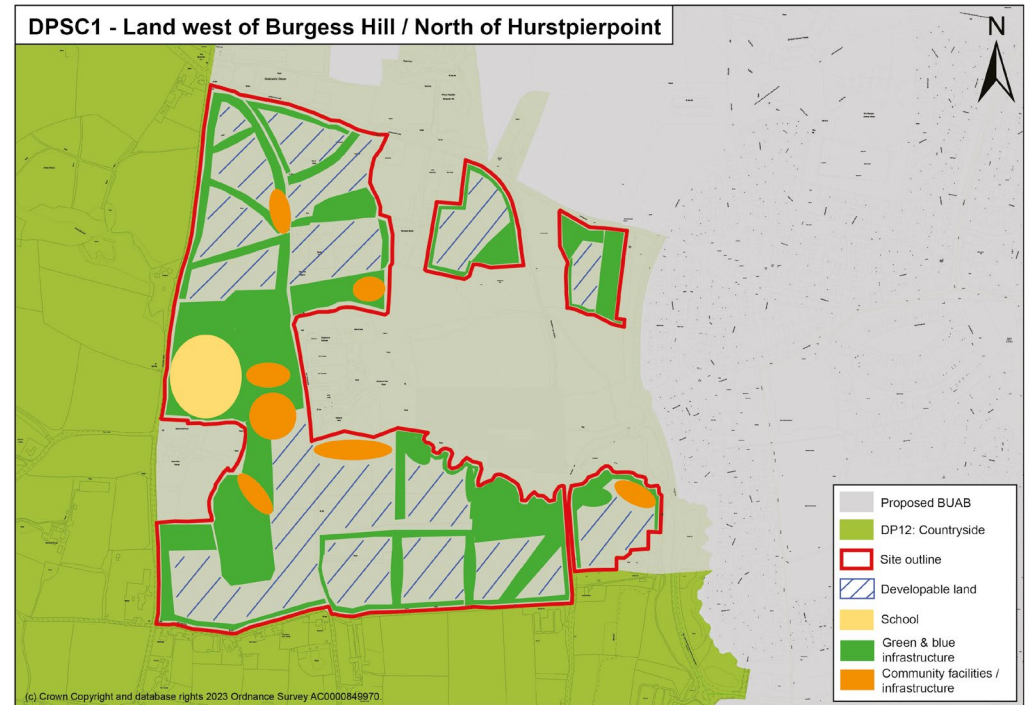 DPSC1 - Land west of Burgess Hill / North of Hurstpierpoint
N
Proposed BUAB
DP12: Countryside
Site outline
Developable land
School
Green & blue
infrastructure
Community facilities /
infrastructure
(c) Crown Copyright and database rights 2023 Ordnance Survey AC0000849970.